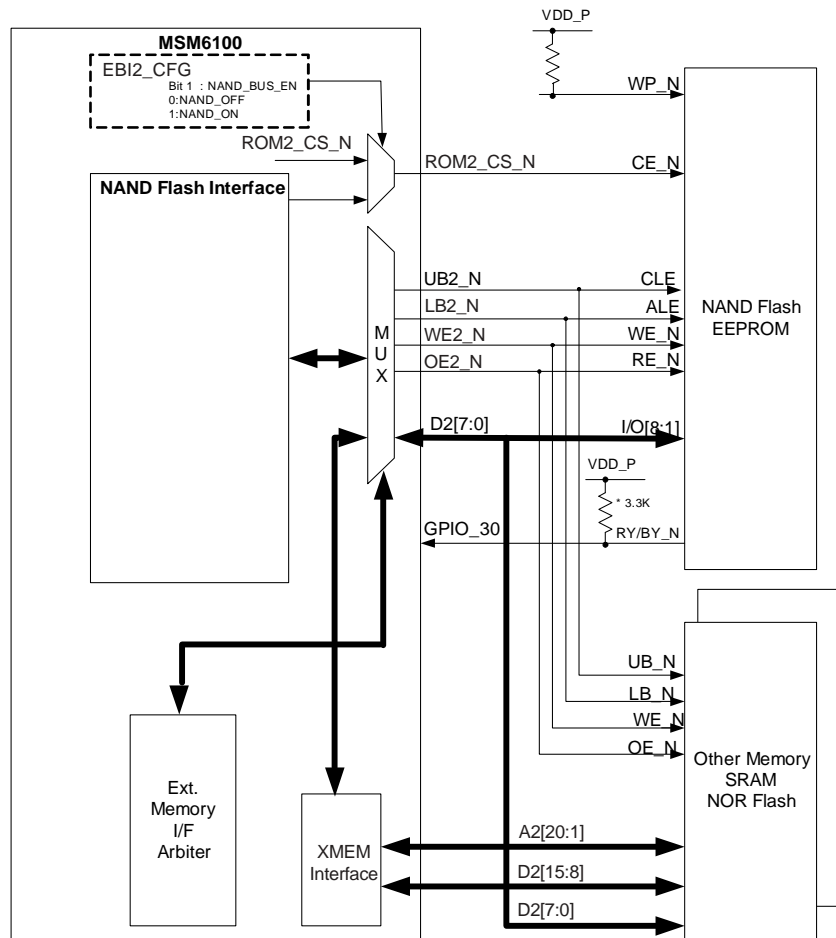 VDD_P
MSM6100
EBI2_CFG
Bit 1 : NAND_BUS_EN
0:NAND_OFF
1:NAND_ON
WP_N
ROM2_CS_N
ROM2_CS_N
CE_N
NAND Flash Interface
UB2_N
CLE
LB2_N
ALE
WE2_N
WE_N
OE2_N
RE_N
NAND Flash
EEPROM
M
U
X
D2[7:0]
I/O[8:1]
VDD_P
* 3.3K
GPIO_30
RY/BY_N
UB_N
LB_N
WE_N
OE_N
Other Memory
SRAM
NOR Flash
Ext.
Memory
I/F
Arbiter
XMEM
Interface
A2[20:1]
D2[15:8]
D2[7:0]